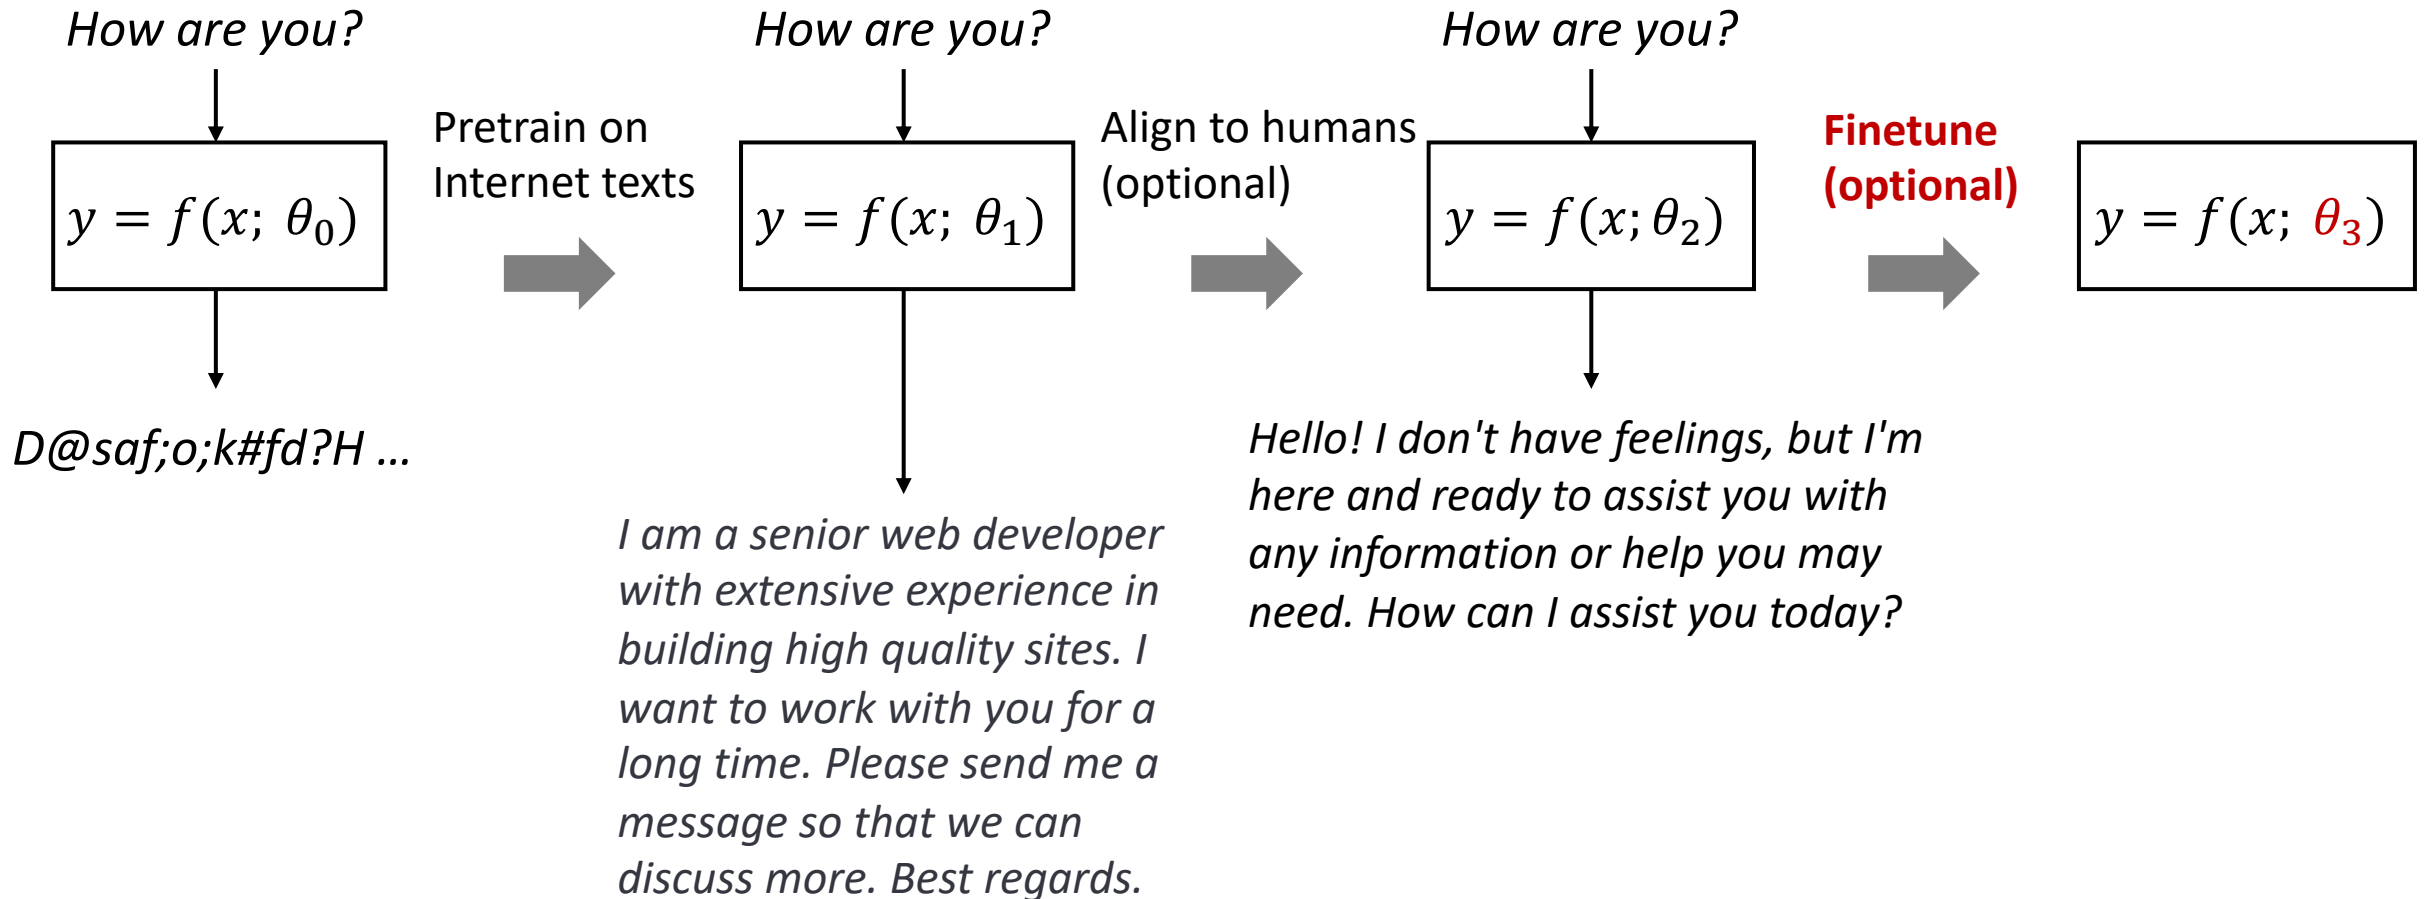 How are you?
y = f(x; θ₀)
D@saf;o;k#fd?H ...
Pretrain on
Internet texts
How are you?
y = f(x; θ₁)
I am a senior web developer
with extensive experience in
building high quality sites. I
want to work with you for a
long time. Please send me a
message so that we can
discuss more. Best regards.
Align to humans
(optional)
How are you?
y = f(x; θ₂)
Hello! I don't have feelings, but I'm
here and ready to assist you with
any information or help you may
need. How can I assist you today?
Finetune
(optional)
y = f(x; θ₃)